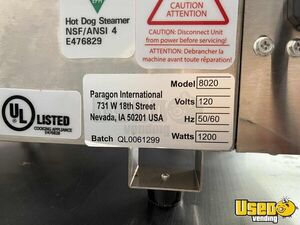 EPH
Hot Dog Steamer
NSF/ANSI 4
E476829
CAUTION /
ATTENTION
CAUTION: Disconnect Unit
from power before servicing.
ATTENTION: Debrancher la
machine avant toute intervention.
UL
LISTED
COOKING APPLIANCE
Paragon International
731 W 18th Street
Nevada, IA 50201 USA
Batch QL0061299
Model 8020
Volts 120
Hz 50/60
Watts 1200
Used
vending